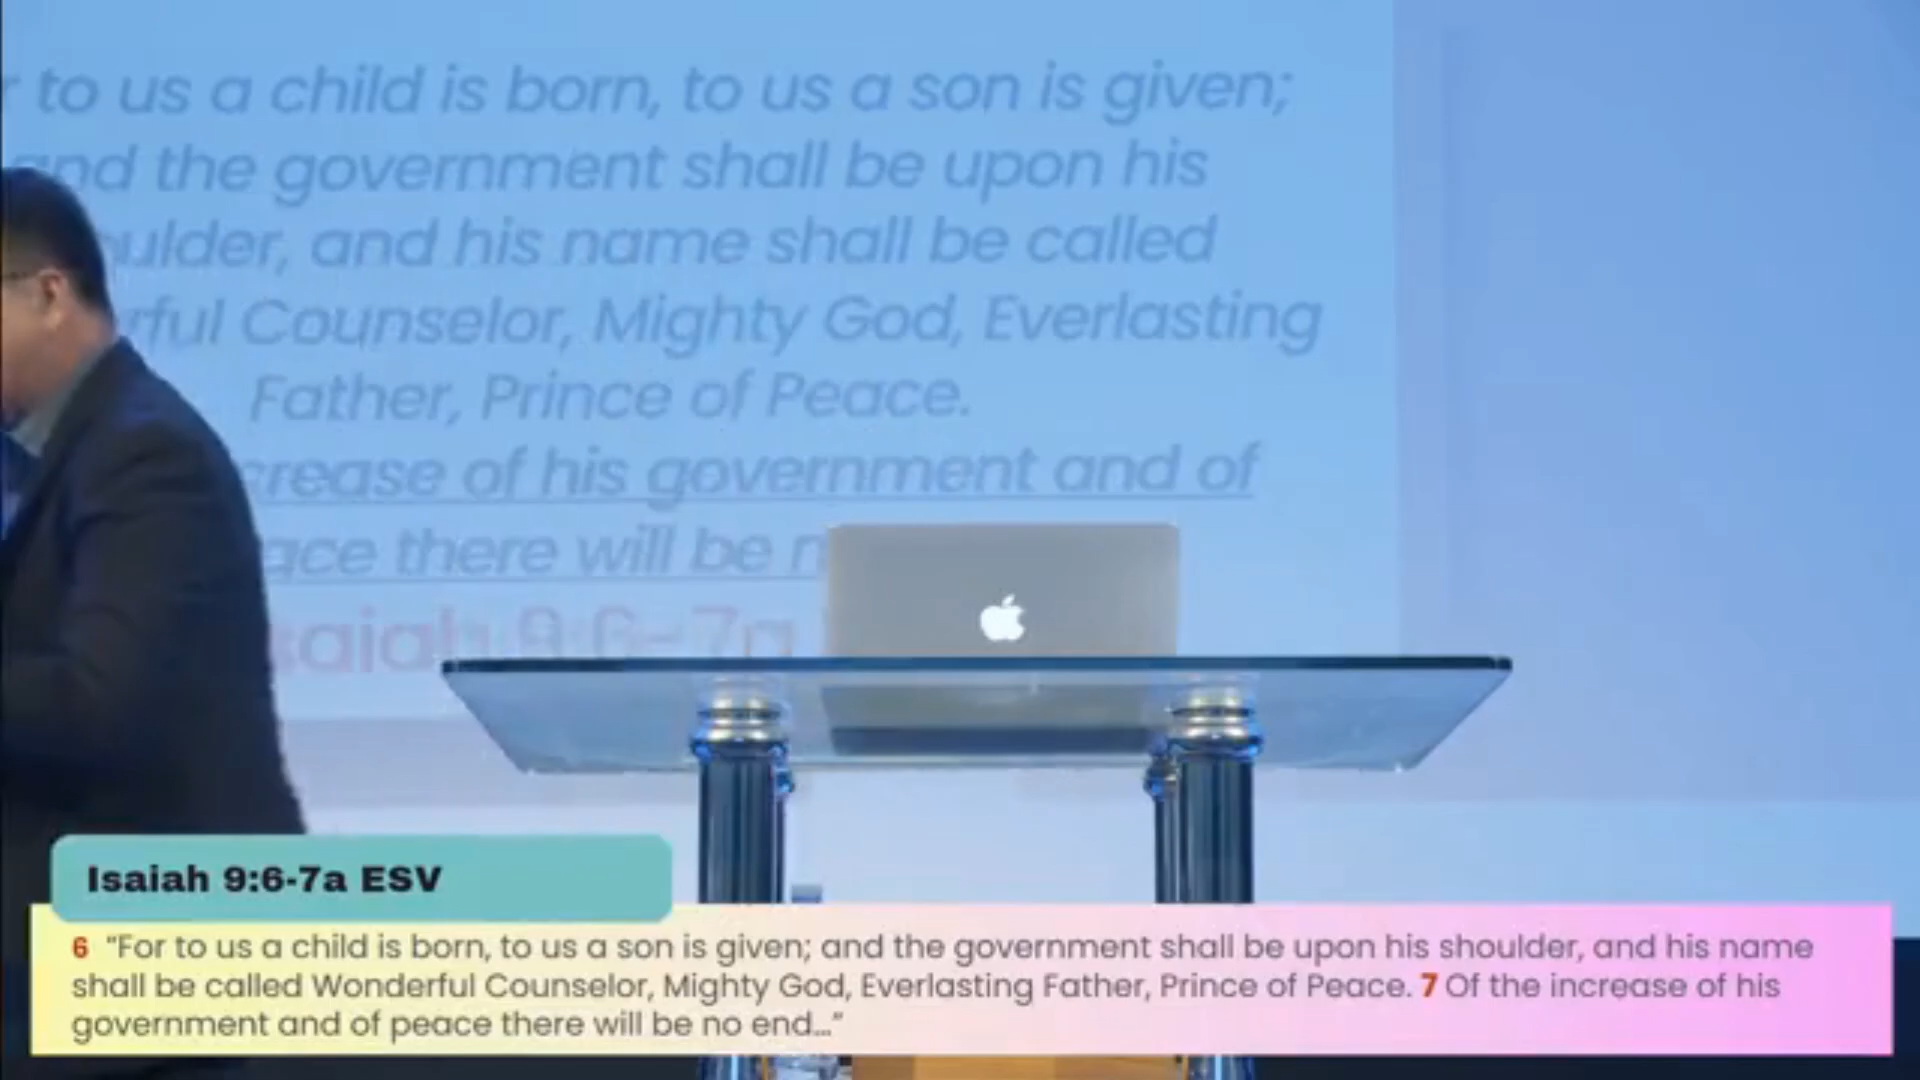 to us a child is born, to us a son is given;
and the government shall be upon his
ulder, and his name shall be called
rful Counselor, Mighty God, Everlasting
Father, Prince of Peace.
crease of his government and of
ace there will be n
saiah 9:6-7a
Isaiah 9:6-7a ESV
6 “For to us a child is born, to us a son is given; and the government shall be upon his shoulder, and his name
shall be called Wonderful Counselor, Mighty God, Everlasting Father, Prince of Peace. 7 Of the increase of his
government and of peace there will be no end...”